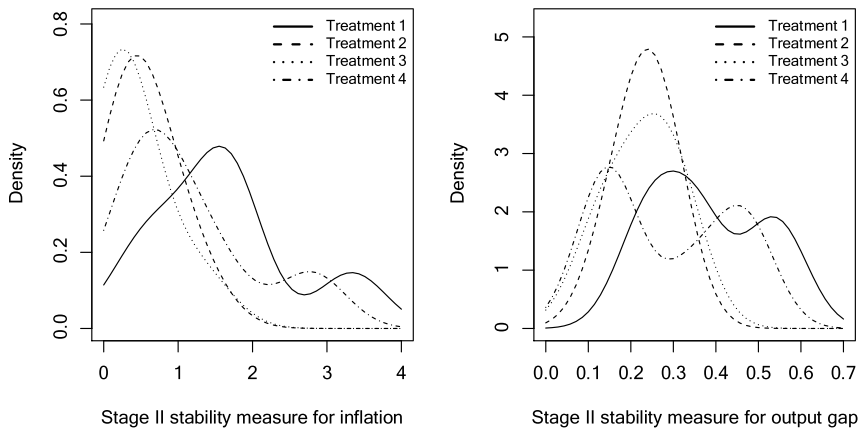 Density
0.0
0.2
0.4
0.6
0.8
Treatment 1
Treatment 2
Treatment 3
Treatment 4
0 1 2 3 4
Stage II stability measure for inflation
Density
0
1
2
3
4
5
Treatment 1
Treatment 2
Treatment 3
Treatment 4
0.0 0.1 0.2 0.3 0.4 0.5 0.6 0.7
Stage II stability measure for output gap